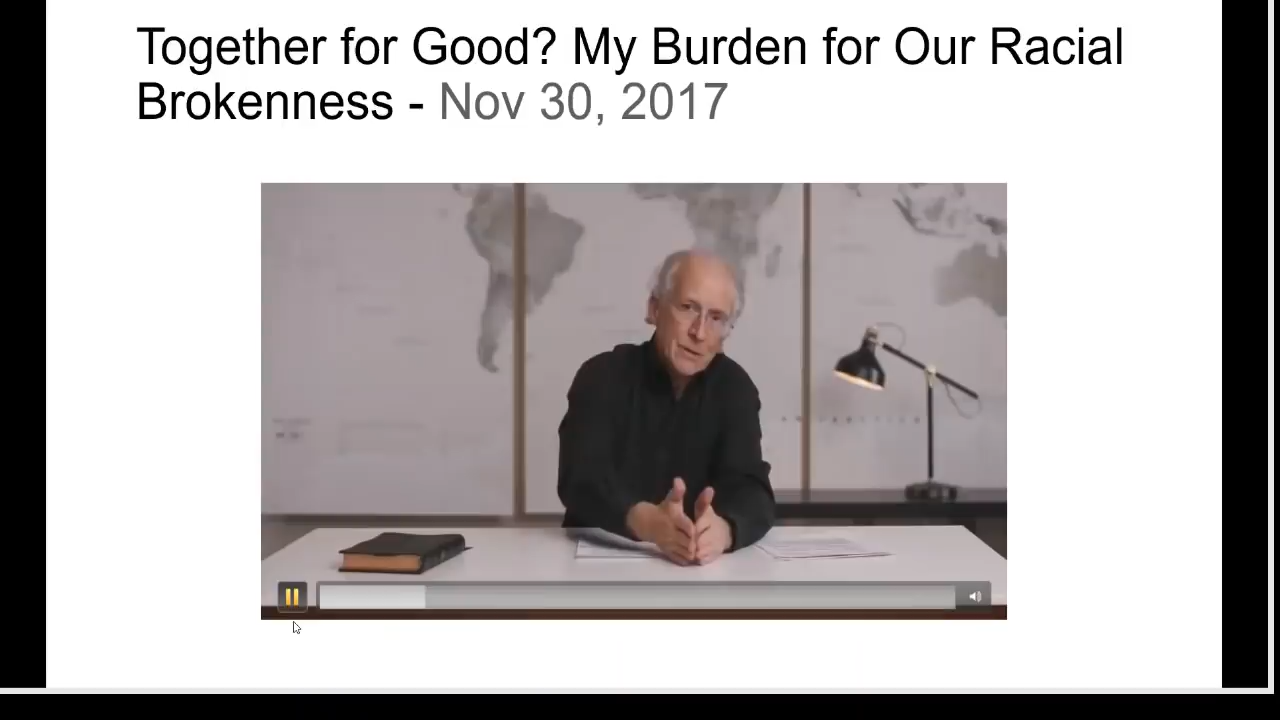 Together for Good? My Burden for Our Racial
Brokenness - Nov 30, 2017